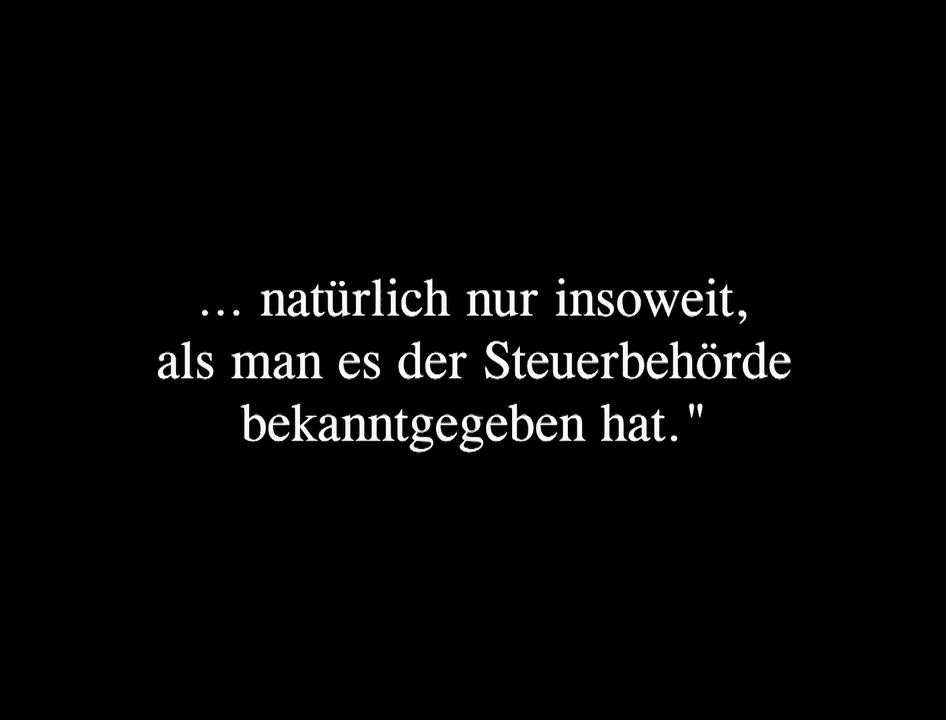 ... natürlich nur insoweit,
als man es der Steuerbehörde
bekanntgegeben hat."